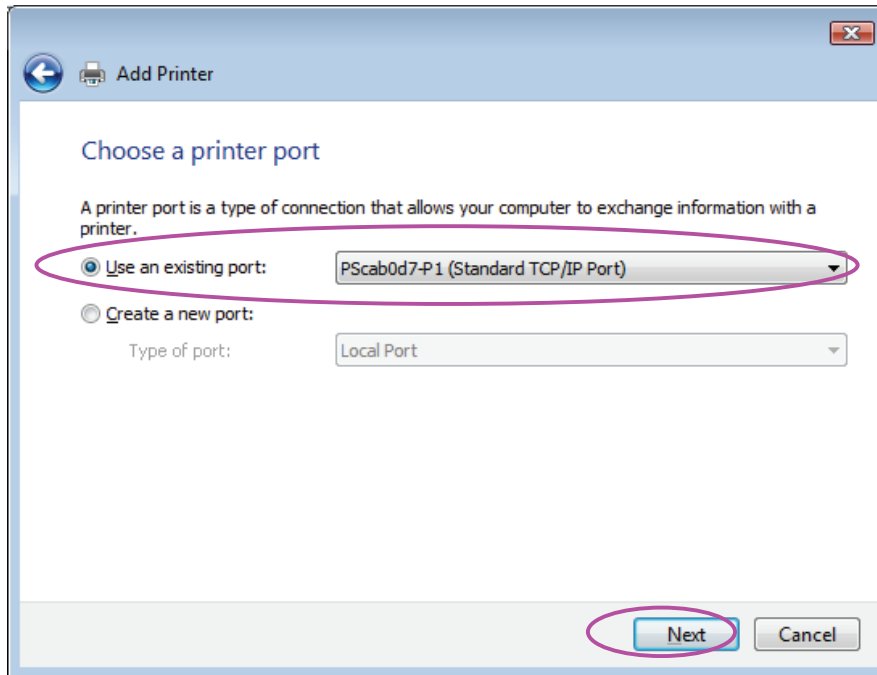 Add Printer
Choose a printer port
A printer port is a type of connection that allows your computer to exchange information with a
printer.
Use an existing port: PScab0d7-P1 (Standard TCP/IP Port)
Create a new port:
Type of port: Local Port
Next Cancel